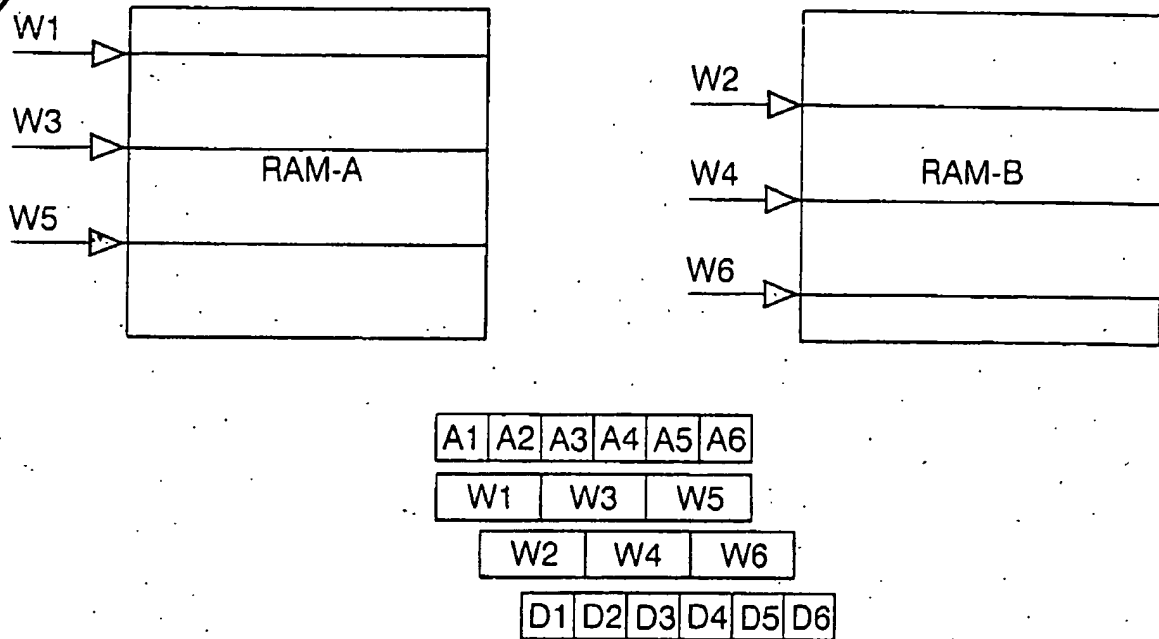 W1
W3
RAM-A
W5
W2
W4
RAM-B
W6
A1 A2 A3 A4 A5 A6
W1 W3 W5
W2 W4 W6
D1 D2 D3 D4 D5 D6